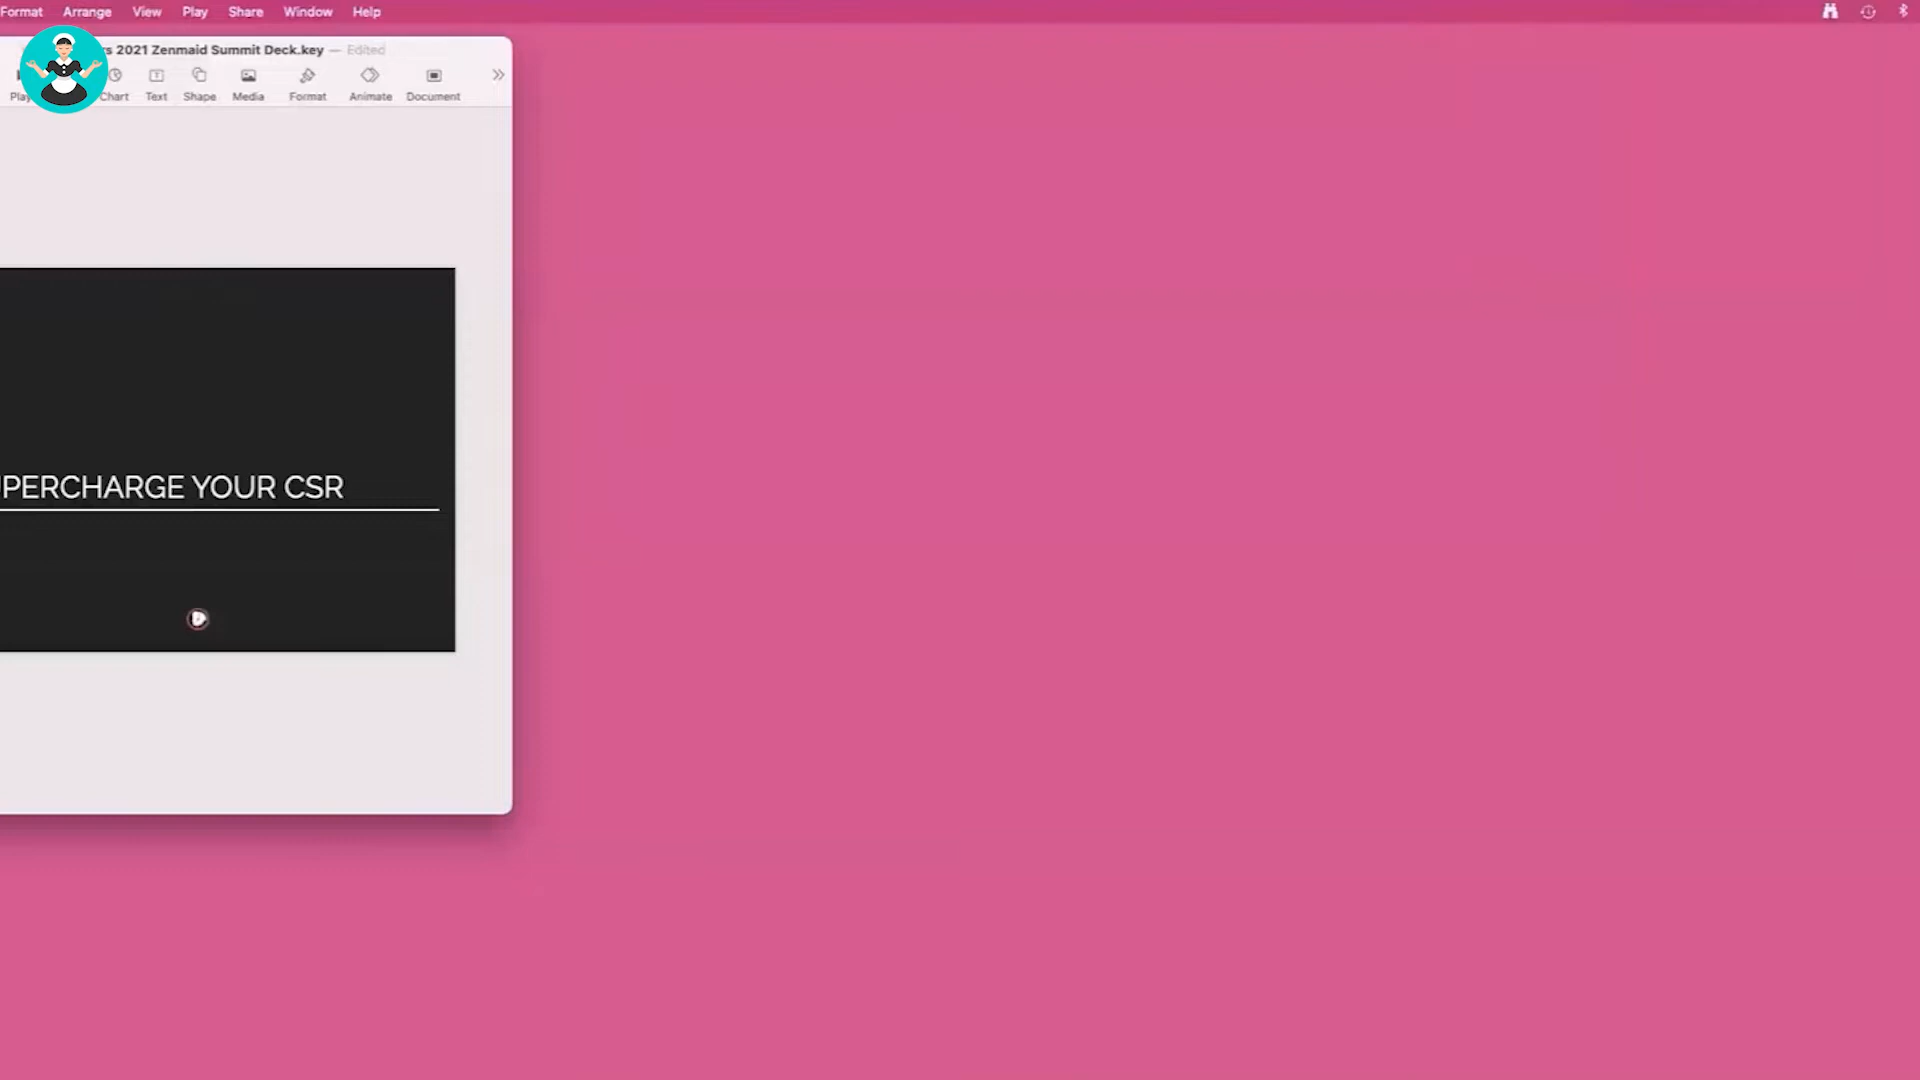 Format Arrange View Play Share Window Help
2021 Zenmaid Summit Deck.key — Edited
Chart Text Shape Media Format Animate Document
PERCHARGE YOUR CSR